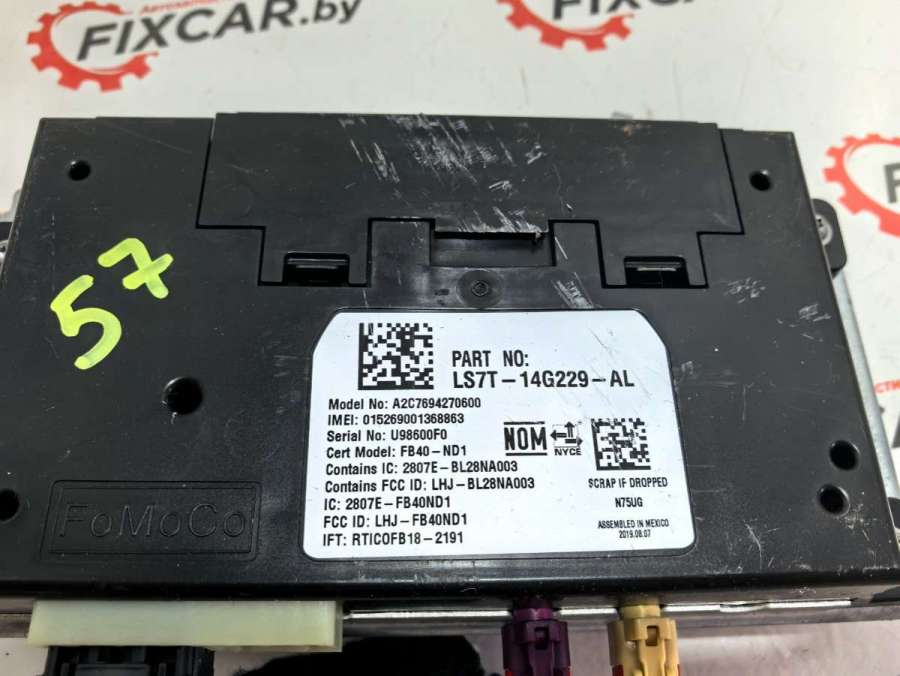 FIXCAR.by
FIXCAR
57
PART NO:
LS7T-14G229-AL
Model No: A2C7694270600
IMEI: 015269001368863
Serial No: U98600F0
Cert Model: FB40-ND1
Contains IC: 2807E-BL28NA003
Contains FCC ID: LHJ-BL28NA003
IC: 2807E-FB40ND1
FCC ID: LHJ-FB40ND1
IFT: RTICOFB18-2191
NOM
NYCE
SCRAP IF DROPPED
N75UG
ASSEMBLED IN MEXICO
2019.08.07
FoMoCo